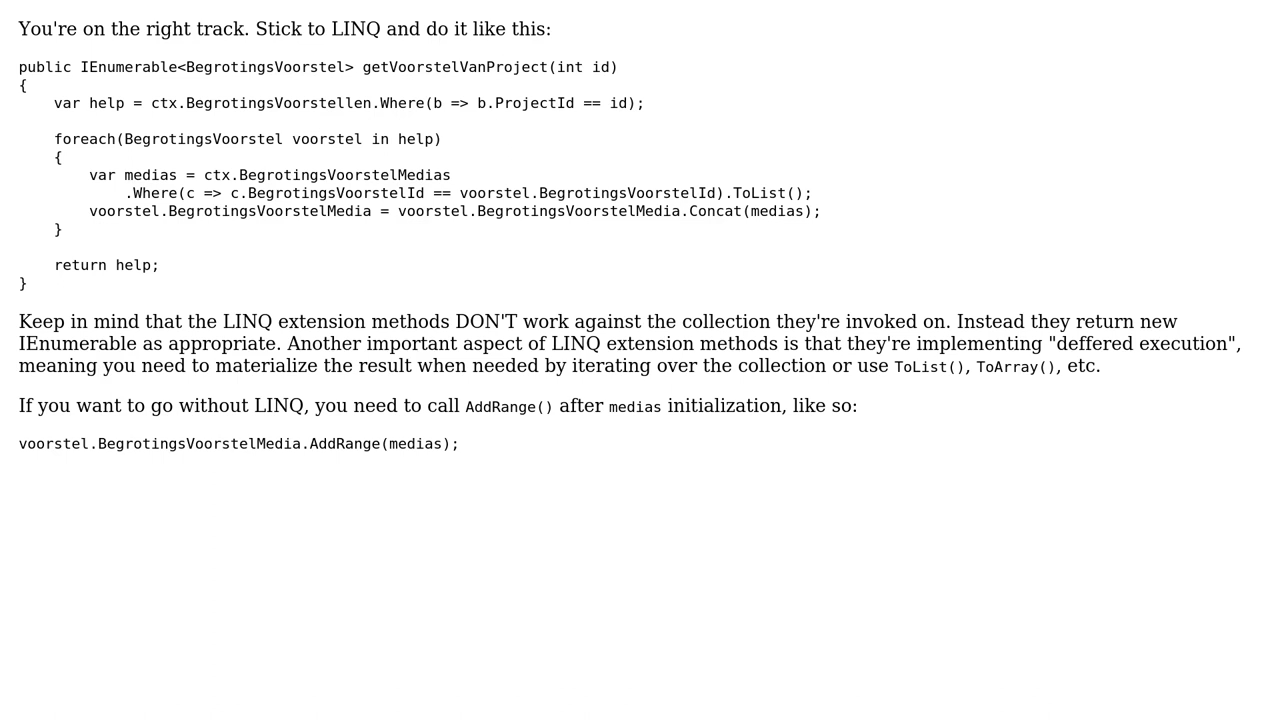 You're on the right track. Stick to LINQ and do it like this:
public IEnumerable<BegrotingsVoorstel> getVoorstelVanProject(int id)
{
    var help = ctx.BegrotingsVoorstellen.Where(b => b.ProjectId == id);
    foreach(BegrotingsVoorstel voorstel in help)
    {
        var medias = ctx.BegrotingsVoorstelMedias
            .Where(c => c.BegrotingsVoorstelId == voorstel.BegrotingsVoorstelId).ToList();
        voorstel.BegrotingsVoorstelMedia = voorstel.BegrotingsVoorstelMedia.Concat(medias);
    }
    return help;
}
Keep in mind that the LINQ extension methods DON'T work against the collection they're invoked on. Instead they return new
IEnumerable as appropriate. Another important aspect of LINQ extension methods is that they're implementing "deffered execution",
meaning you need to materialize the result when needed by iterating over the collection or use ToList(), ToArray(), etc.
If you want to go without LINQ, you need to call AddRange() after medias initialization, like so:
voorstel.BegrotingsVoorstelMedia.AddRange(medias);